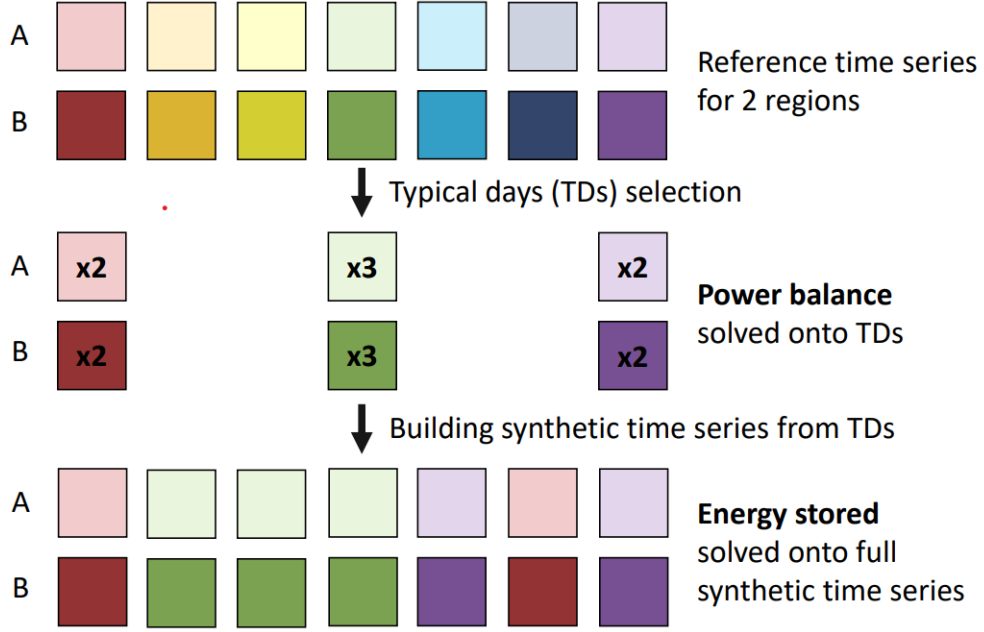 A
Reference time series
for 2 regions
B
Typical days (TDs) selection
A
x2
x3
x2
Power balance
solved onto TDs
B
x2
x3
x2
Building synthetic time series from TDs
A
Energy stored
solved onto full
synthetic time series
B